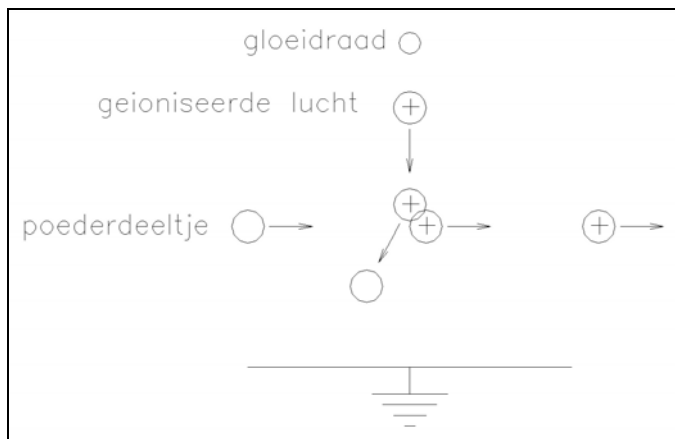 gloeidraad
geioniseerde lucht
+
+
poederdeeltje
+
+